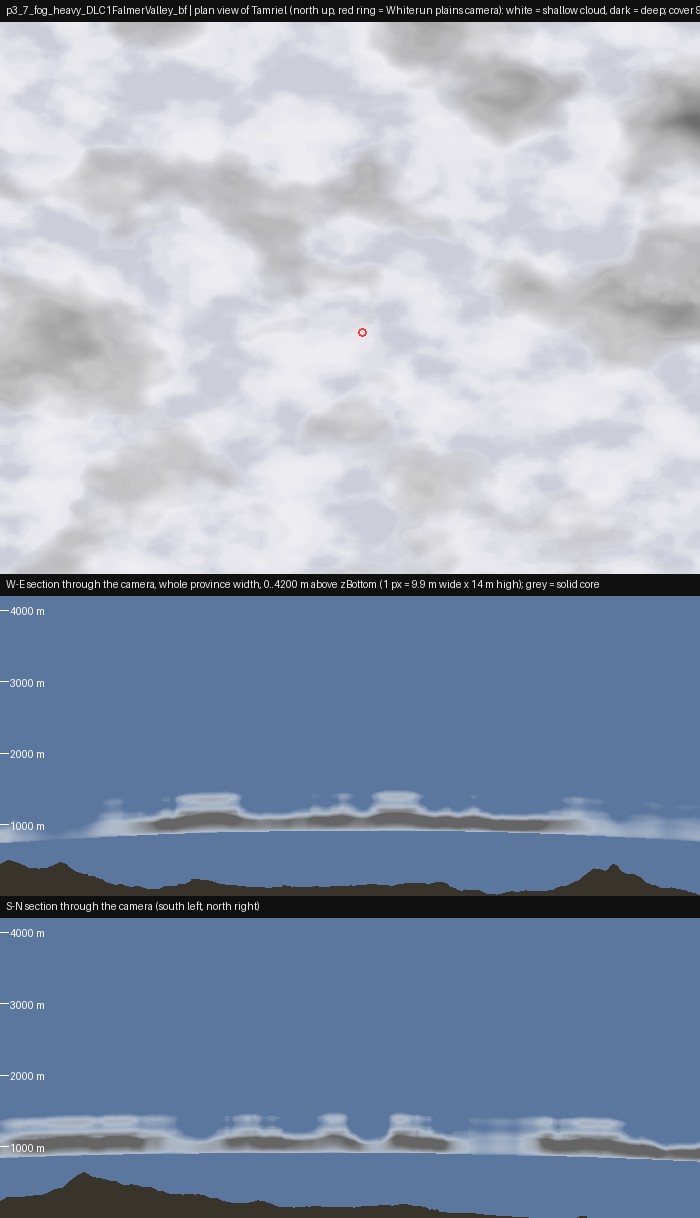 p3_7_fog_heavy_DLC1FalmerValley_bf | plan view of Tamriel (north up, red ring = Whiterun plains camera): white = shallow cloud, dark = deep; cover 9
W-E section through the camera, whole province width, 0..4200 m above zBottom (1 px = 9.9 m wide x 14 m high); grey = solid core
4000 m
3000 m
2000 m
1000 m
S-N section through the camera (south left, north right)
4000 m
3000 m
2000 m
1000 m